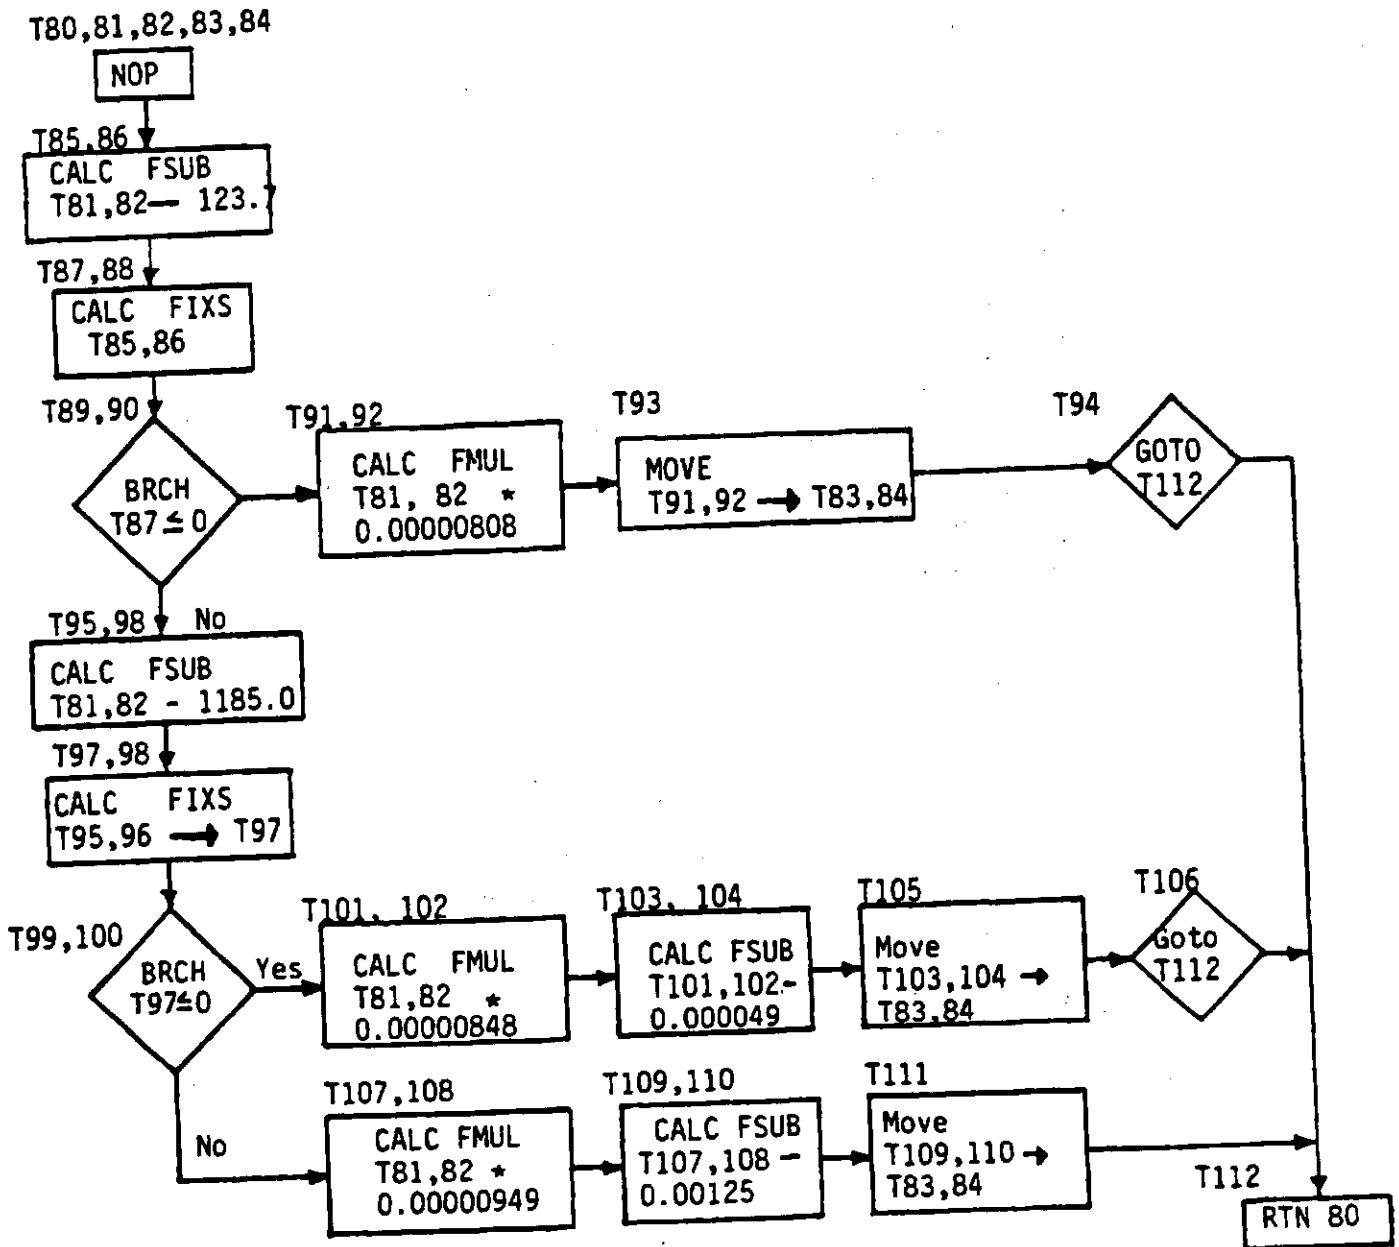 T80,81,82,83,84
NOP
T85,86
CALC FSUB
T81,82— 123.7
T87,88
CALC FIXS
T85,86
T89,90
BRCH
T87≤0
T91,92
CALC FMUL
T81, 82 *
0.00000808
T93
MOVE
T91,92 → T83,84
T94
GOTO
T112
T95,98
No
CALC FSUB
T81,82 - 1185.0
T97,98
CALC FIXS
T95,96 → T97
T99,100
BRCH
T97≤0
Yes
T101, 102
CALC FMUL
T81,82 *
0.00000848
T103, 104
CALC FSUB
T101,102-
0.000049
T105
Move
T103,104 →
T83,84
T106
Goto
T112
No
T107,108
CALC FMUL
T81,82 *
0.00000949
T109,110
CALC FSUB
T107,108 -
0.00125
T111
Move
T109,110 →
T83,84
T112
RTN 80